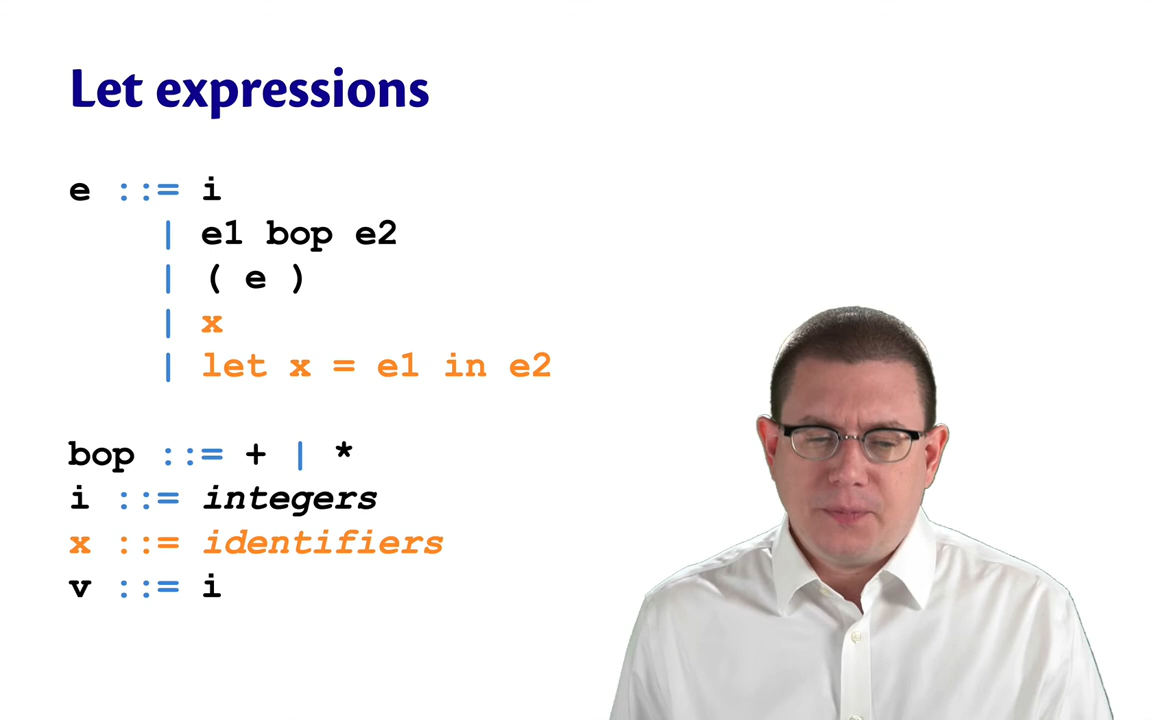 Let expressions
e ::= i
| e1 bop e2
| ( e )
| x
| let x = e1 in e2
bop ::= + | *
i ::= integers
x ::= identifiers
v ::= i